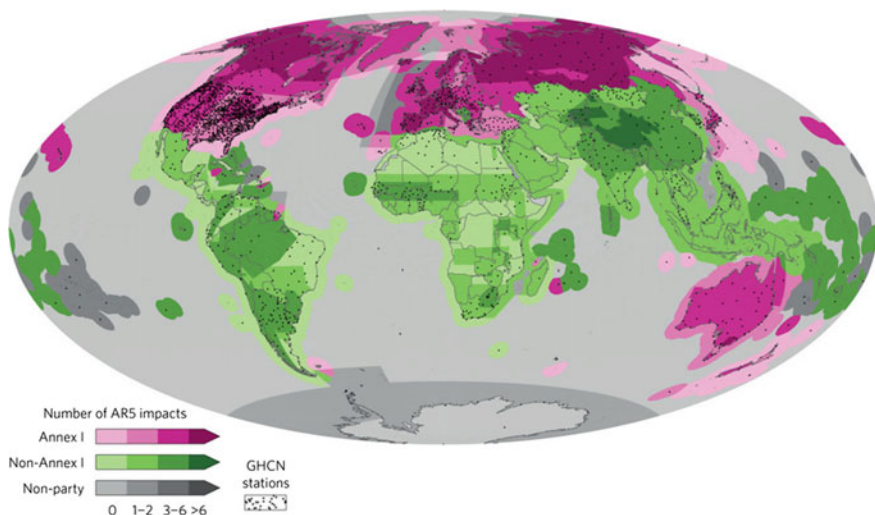 Number of AR5 impacts
Annex I
Non-Annex I
Non-party
0 1–2 3–6 >6
GHCN
stations